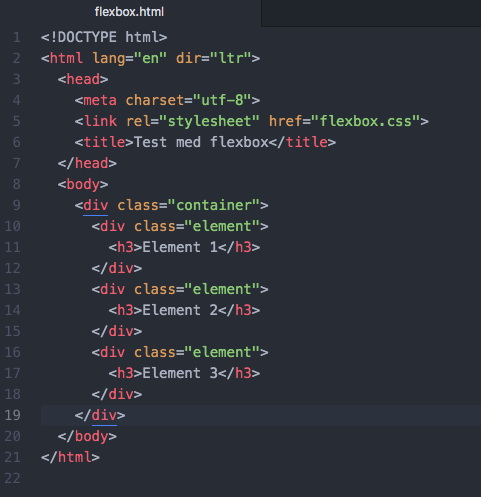 flexbox.html
1 <!DOCTYPE html>
2 <html lang="en" dir="ltr">
3   <head>
4     <meta charset="utf-8">
5     <link rel="stylesheet" href="flexbox.css">
6     <title>Test med flexbox</title>
7   </head>
8   <body>
9     <div class="container">
10       <div class="element">
11         <h3>Element 1</h3>
12       </div>
13       <div class="element">
14         <h3>Element 2</h3>
15       </div>
16       <div class="element">
17         <h3>Element 3</h3>
18       </div>
19     </div>
20   </body>
21 </html>
22